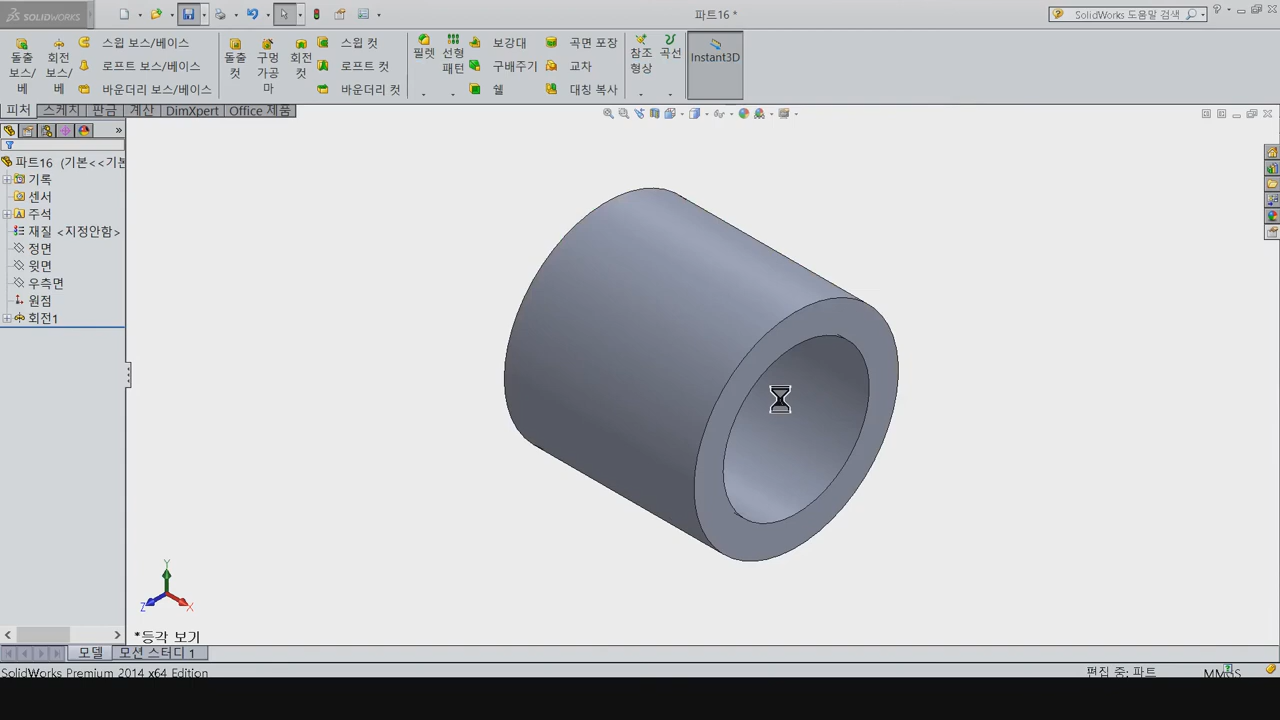 SOLIDWORKS
파트16 *
SolidWorks 도움말 검색
돌출 보스/베
회전 보스/베
스윕 보스/베이스
로프트 보스/베이스
바운더리 보스/베이스
돌출 컷
구멍 가공 마
회전 컷
스윕 컷
로프트 컷
바운더리 컷
필렛
선형 패턴
보강대
구배주기
쉘
곡면 포장
교차
대칭 복사
참조 형상
곡선
Instant3D
피처
스케치
판금
계산
DimXpert
Office 제품
»
파트16 (기본<<기본
기록
센서
주석
재질 <지정안함>
정면
윗면
우측면
원점
회전1
Y
Z
X
*등각 보기
모델
모션 스터디 1
SolidWorks Premium 2014 x64 Edition
편집 중: 파트
MMGS